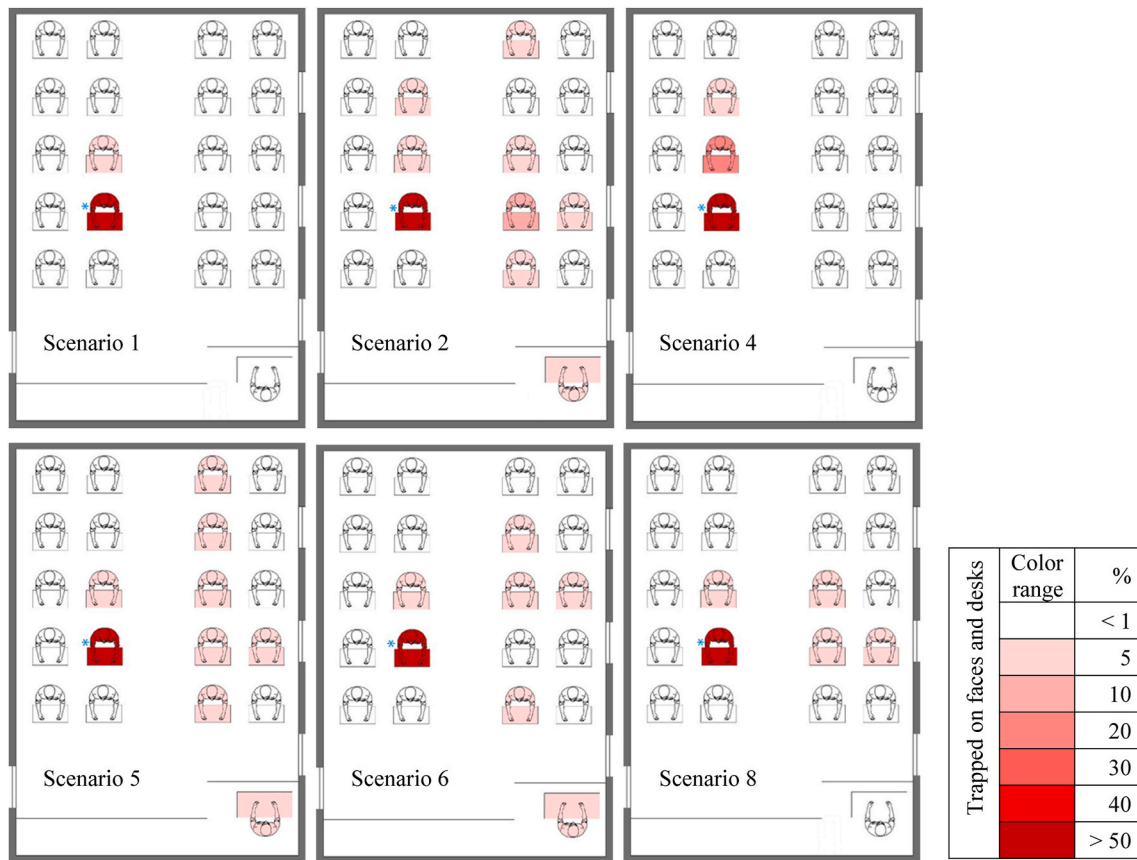 Scenario 1
Scenario 2
Scenario 4
*
*
*
Scenario 5
Scenario 6
Scenario 8
*
*
*
Trapped on faces and desks
Color range %
< 1
5
10
20
30
40
> 50